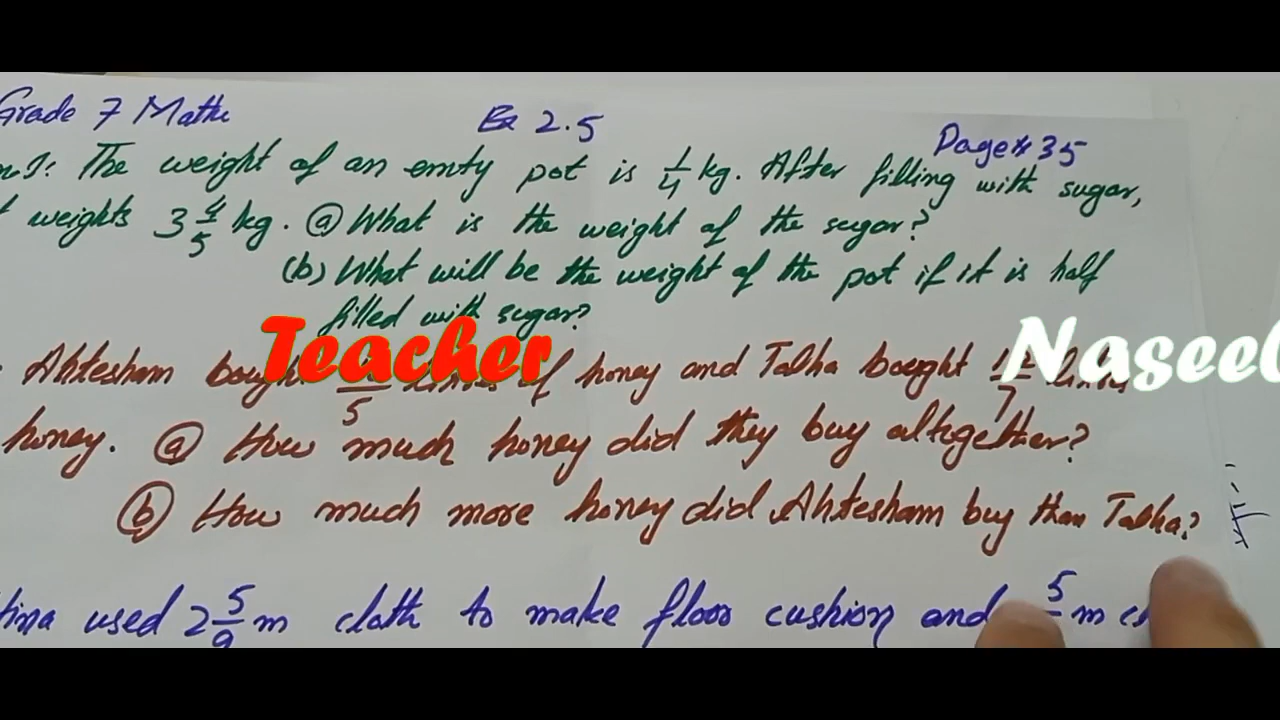 Grade 7 Maths Ex 2.5 Page# 35
The weight of an emty pot is 1/4 kg. After filling with sugar,
weights 3 4/5 kg. (a) What is the weight of the sugar?
(b) What will be the weight of the pot if it is half
filled with sugar?
Teacher Naseeb
Ahtesham of honey and Talha bought
honey. (a) How much honey did they buy altogether?
(b) How much more honey did Ahtesham buy than Talha?
used 2 5/9 m cloth to make floor cushion and m